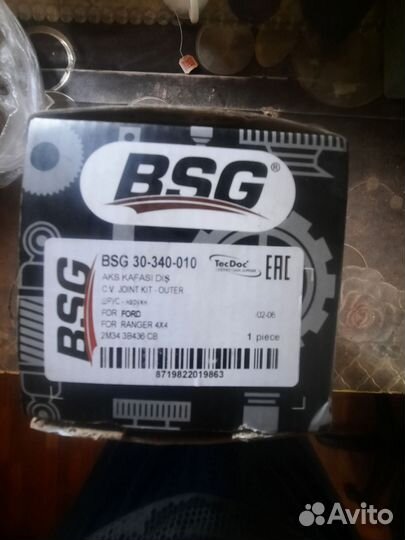 BSG®
BSG
BSG 30-340-010
TecDoc
EAC
AKS KAFASI DIŞ
C.V. JOINT KIT - OUTER
ШРУС - наружн
FOR FORD 02-06
FOR RANGER 4X4
2M34 3B436 CB 1 piece
8719822019863
Avito